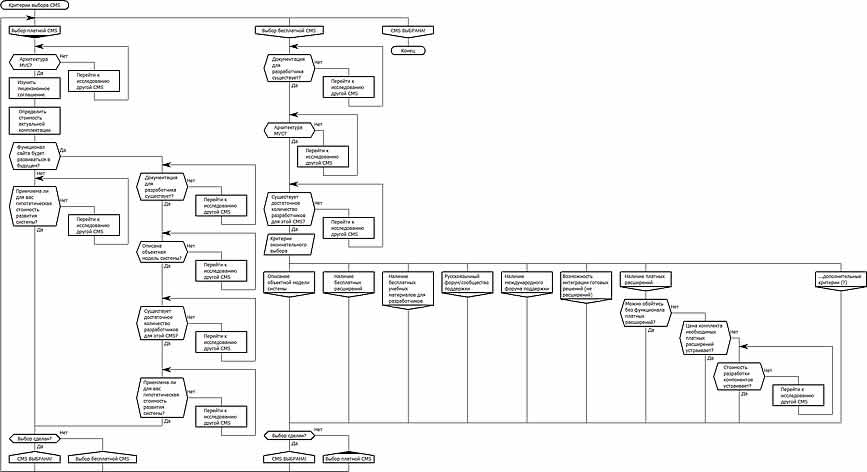 Критерии выбора CMS
Выбор платной CMS
Архитектура
MVC?
Нет
Да
Перейти к
исследованию
другой CMS
Изучить
лицензионное
соглашение
Определить
стоимость
актуальной
комплектации
Функционал
сайта будет
развиваться в
будущем?
Да
Нет
Приемлема ли
для вас
гипотетическая
стоимость
развития
системы?
Нет
Да
Перейти к
исследованию
другой CMS
Документация
для
разработчика
существует?
Нет
Да
Перейти к
исследованию
другой CMS
Описана
объектная
модель системы?
Нет
Да
Перейти к
исследованию
другой CMS
Существует
достаточное
количество
разработчиков
для этой CMS?
Нет
Да
Перейти к
исследованию
другой CMS
Приемлема ли
для вас
гипотетическая
стоимость
развития
системы?
Нет
Да
Перейти к
исследованию
другой CMS
Выбор сделан?
Нет
Да
CMS ВЫБРАНА!
Выбор бесплатной CMS
Выбор бесплатной CMS
Документация
для
разработчика
существует?
Нет
Да
Перейти к
исследованию
другой CMS
Архитектура
MVC?
Нет
Да
Перейти к
исследованию
другой CMS
Существует
достаточное
количество
разработчиков
для этой CMS?
Нет
Да
Перейти к
исследованию
другой CMS
Критерии
окончательного
выбора
Описание
объектной модели
системы
Наличие
бесплатных
расширений
Наличие
бесплатных
учебных
материалов для
разработчиков
Русскоязычный
форум/сообщество
поддержки
Наличие
международного
форума поддержки
Возможность
интеграции готовых
решений (не
расширений)
Наличие платных
расширений
Можно обойтись
без функционала
платных
расширений?
Нет
Да
Цена комплекта
необходимых
платных
расширений
устраивает?
Нет
Да
Стоимость
разработки
компонентов
устраивает?
Нет
Да
Перейти к
исследованию
другой CMS
...дополнительные
критерии (?)
Выбор сделан?
Нет
Да
CMS ВЫБРАНА!
Выбор платной CMS
CMS ВЫБРАНА!
Конец